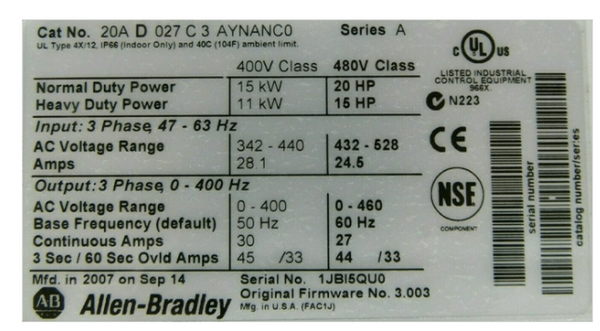 Cat No. 20A D 027 C 3 AYNANC0 Series A
UL Type 4X/12, IP66 (Indoor Only) and 40C (104F) ambient limit.
400V Class 480V Class
Normal Duty Power 15 kW 20 HP
Heavy Duty Power 11 kW 15 HP
Input: 3 Phase, 47 - 63 Hz
AC Voltage Range 342 - 440 432 - 528
Amps 28.1 24.5
Output: 3 Phase, 0 - 400 Hz
AC Voltage Range 0 - 400 0 - 460
Base Frequency (default) 50 Hz 60 Hz
Continuous Amps 30 27
3 Sec / 60 Sec Ovld Amps 45 /33 44 /33
Mfd. in 2007 on Sep 14 Serial No. 1JBI5QU0
Original Firmware No. 3.003
AB Allen-Bradley Mfg. in U.S.A. (FAC1J)
c UL US
LISTED INDUSTRIAL
CONTROL EQUIPMENT
966X.
N223
CE
NSE
COMPONENT
serial number
catalog number/series